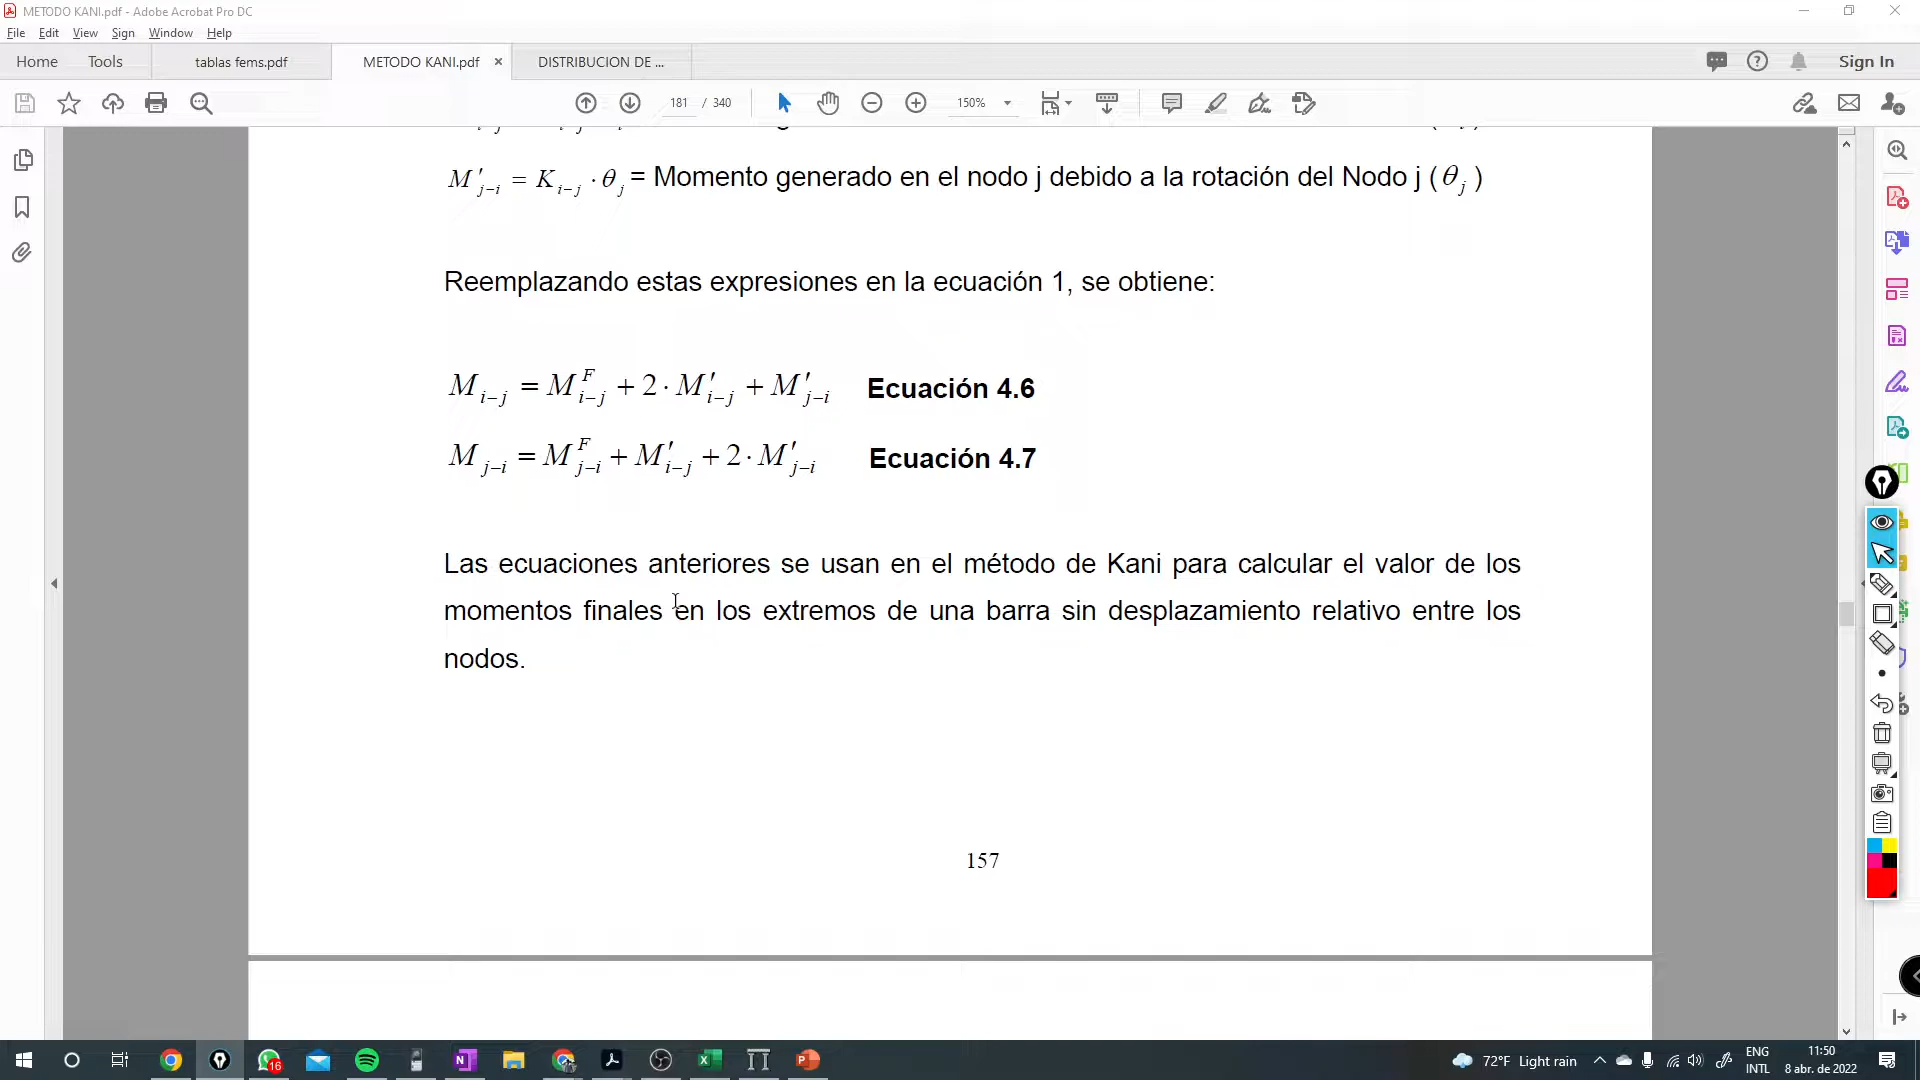 METODO KANI.pdf - Adobe Acrobat Pro DC
File Edit View Sign Window Help
Home Tools tablas fems.pdf METODO KANI.pdf × DISTRIBUCION DE ... Sign In
181 / 340 150%
M′j−i = Ki−j · θj = Momento generado en el nodo j debido a la rotación del Nodo j ( θj )
Reemplazando estas expresiones en la ecuación 1, se obtiene:
Mi−j = M^F i−j + 2 · M′i−j + M′j−i Ecuación 4.6
Mj−i = M^F j−i + M′i−j + 2 · M′j−i Ecuación 4.7
Las ecuaciones anteriores se usan en el método de Kani para calcular el valor de los
momentos finales en los extremos de una barra sin desplazamiento relativo entre los
nodos.
157
16
72°F Light rain
ENG
INTL
11:50
8 abr. de 2022